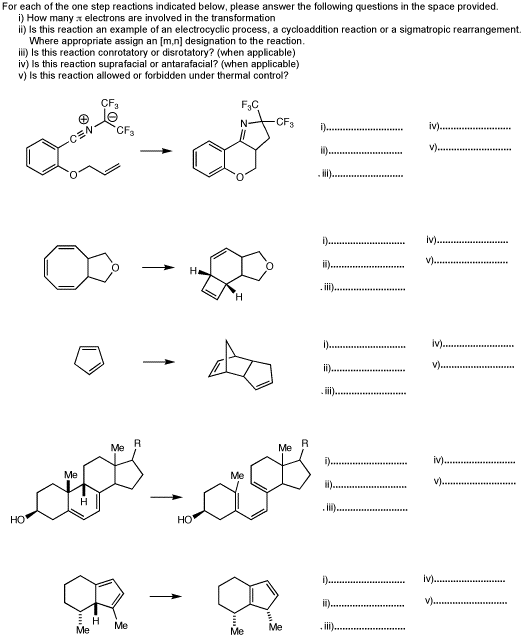 For each of the one step reactions indicated below, please answer the following questions in the space provided.
i) How many π electrons are involved in the transformation
ii) Is this reaction an example of an electrocyclic process, a cycloaddition reaction or a sigmatropic rearrangement.
Where appropriate assign an [m,n] designation to the reaction.
iii) Is this reaction conrotatory or disrotatory? (when applicable)
iv) Is this reaction suprafacial or antarafacial? (when applicable)
v) Is this reaction allowed or forbidden under thermal control?
CF3
⊕ ⊖
C≡N CF3
O
F3C
N CF3
O
i)........................... iv)........................
ii).......................... v).........................
. iii).........................
O
H O
H
i)........................... iv)........................
ii).......................... v).........................
. iii).........................
i)........................... iv)........................
ii).......................... v).........................
. iii).........................
Me R
Me
H
HO
Me R
Me
HO
i)........................... iv)........................
ii).......................... v).........................
. iii).........................
H
Me Me
Me Me
i)........................... iv)........................
ii).......................... v).........................
. iii).........................